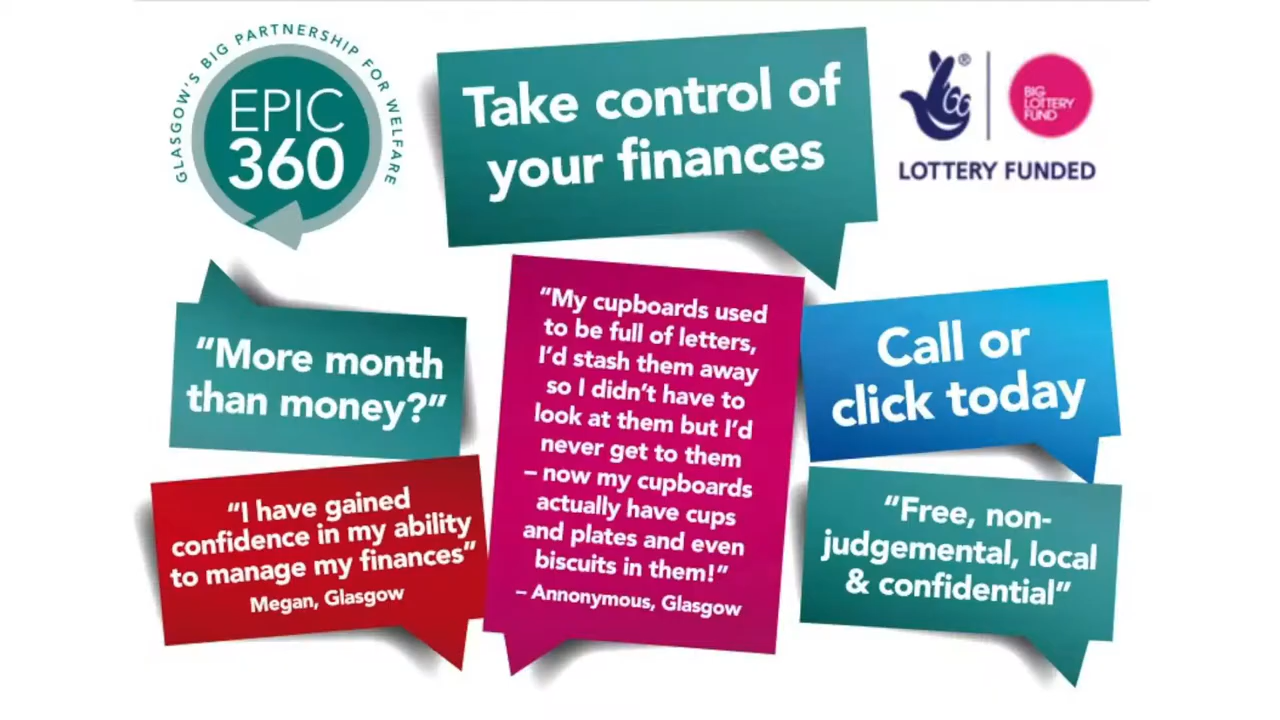 GLASGOW'S BIG PARTNERSHIP FOR WELFARE
EPIC
360
Take control of
your finances
®
BIG
LOTTERY
FUND
LOTTERY FUNDED
"More month
than money?"
"My cupboards used
to be full of letters,
I'd stash them away
so I didn't have to
look at them but I'd
never get to them
– now my cupboards
actually have cups
and plates and even
biscuits in them!"
– Annonymous, Glasgow
Call or
click today
"I have gained
confidence in my ability
to manage my finances"
Megan, Glasgow
"Free, non-
judgemental, local
& confidential"